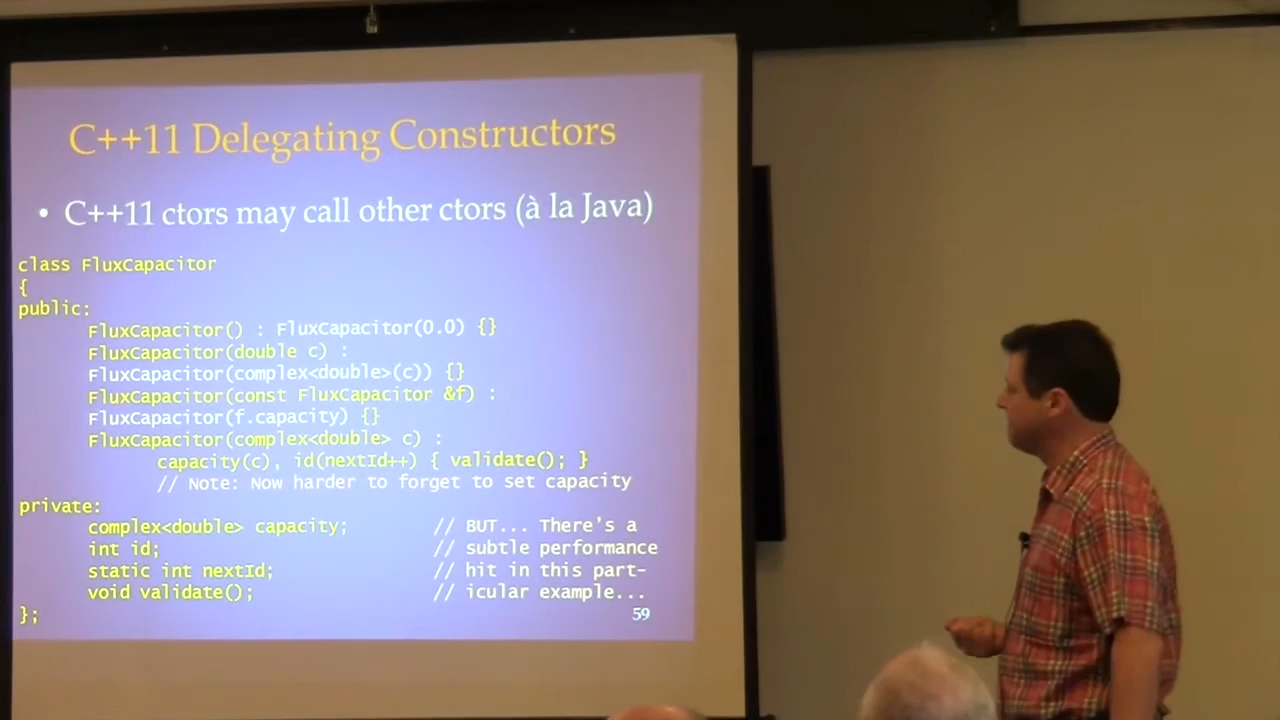 C++11 Delegating Constructors
• C++11 ctors may call other ctors (à la Java)
class FluxCapacitor
{
public:
FluxCapacitor() : FluxCapacitor(0.0) {}
FluxCapacitor(double c) :
FluxCapacitor(complex<double>(c)) {}
FluxCapacitor(const FluxCapacitor &f) :
FluxCapacitor(f.capacity) {}
FluxCapacitor(complex<double> c) :
capacity(c), id(nextId++) { validate(); }
// Note: Now harder to forget to set capacity
private:
complex<double> capacity; // BUT... There's a
int id; // subtle performance
static int nextId; // hit in this part-
void validate(); // icular example...
};
59